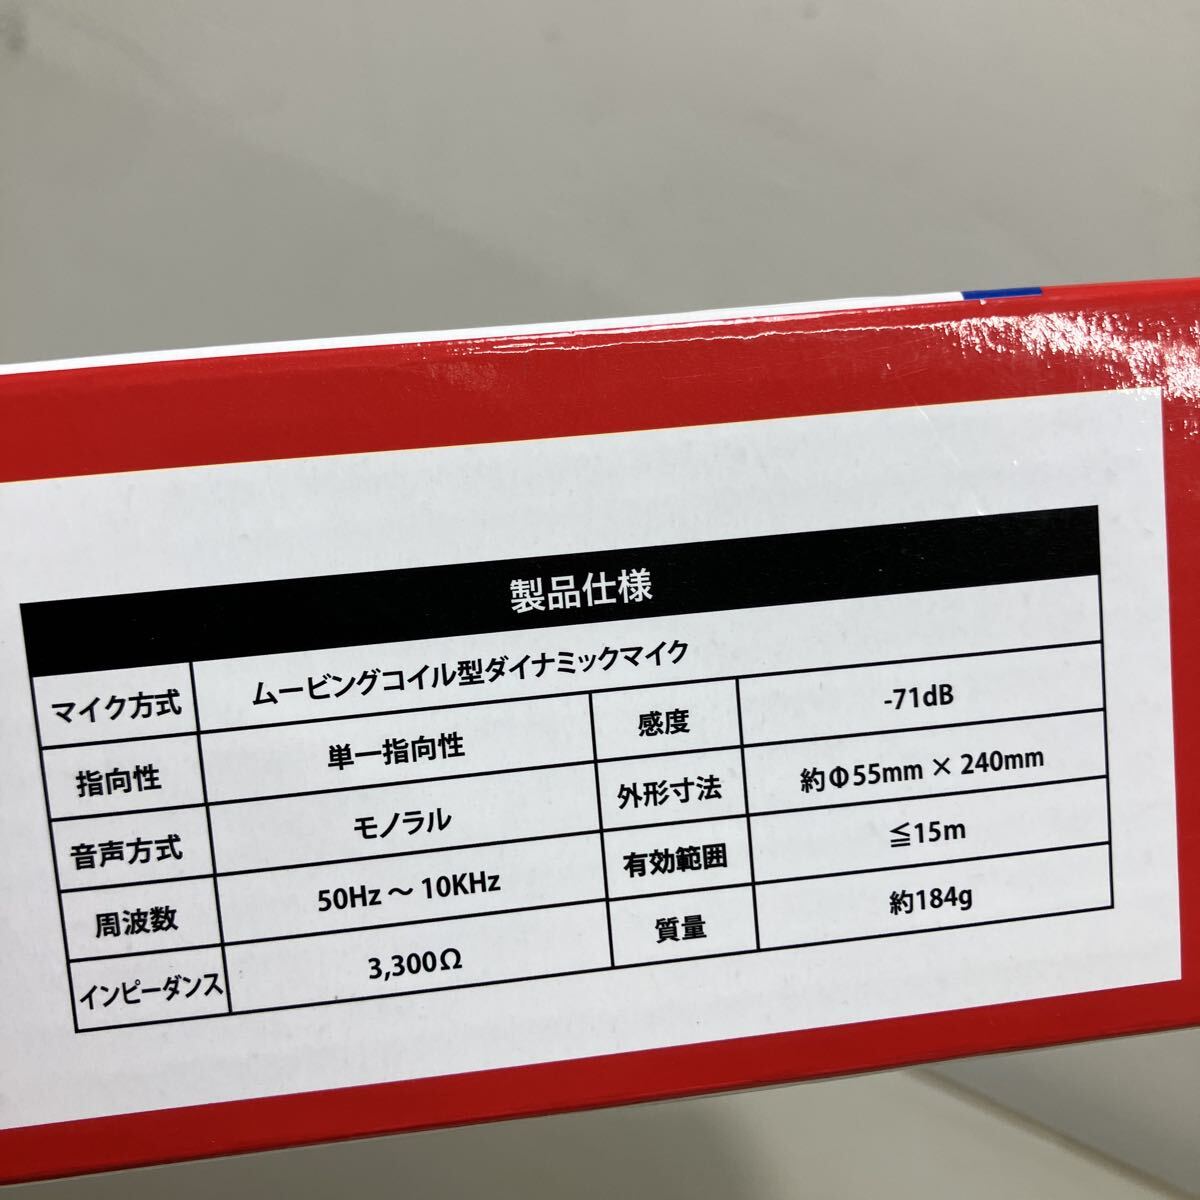 製品仕様
マイク方式 ムービングコイル型ダイナミックマイク
指向性 単一指向性 感度 -71dB
音声方式 モノラル 外形寸法 約Φ55mm × 240mm
周波数 50Hz ～ 10KHz 有効範囲 ≦15m
インピーダンス 3,300Ω 質量 約184g